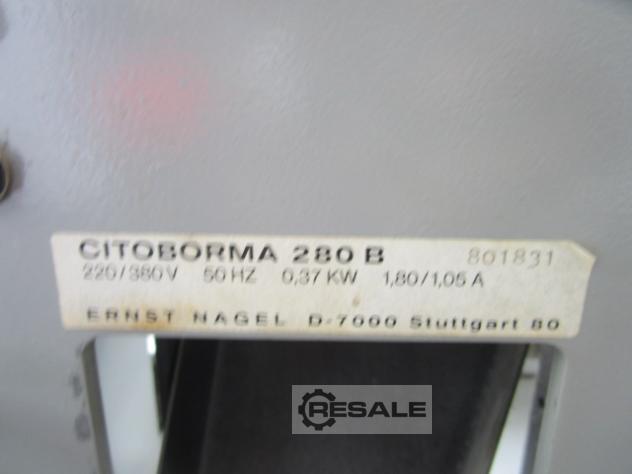 CITOBORMA 280 B 801831
220/380 V 50 HZ 0,37 KW 1,80/1,05 A
ERNST NAGEL D-7000 Stuttgart 80
RESALE